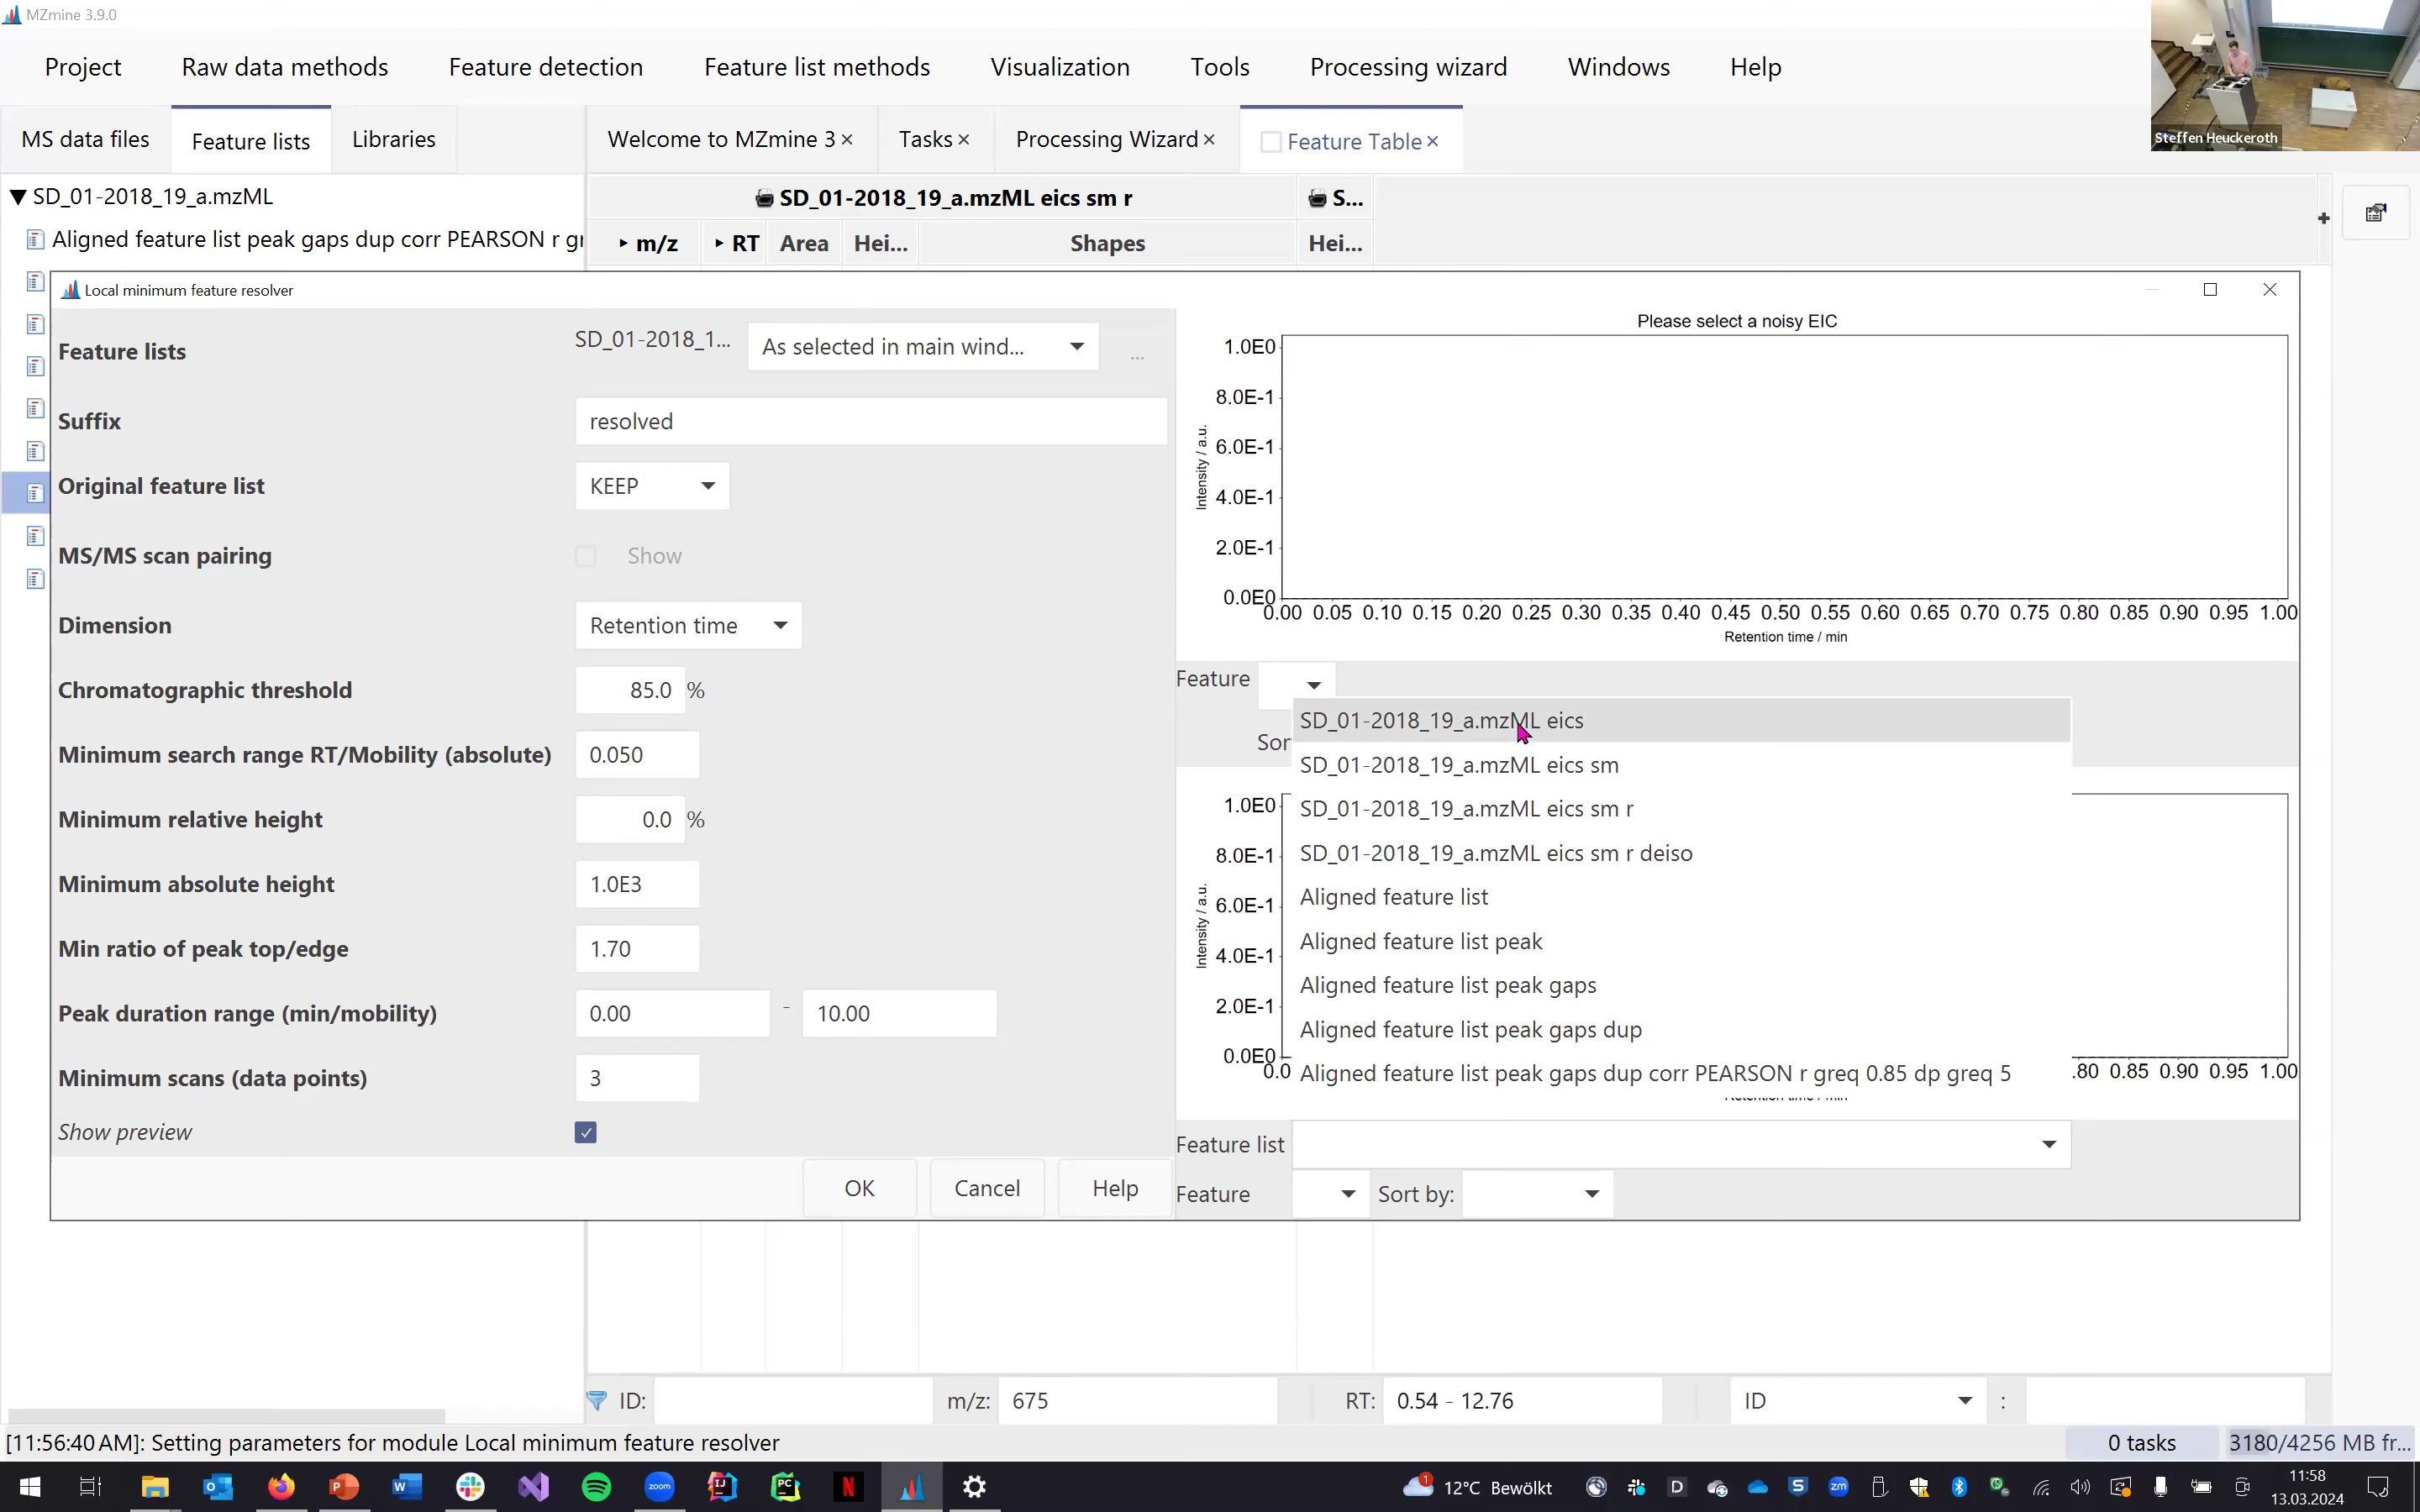 MZmine 3.9.0
Project Raw data methods Feature detection Feature list methods Visualization Tools Processing wizard Windows Help
Steffen Heuckeroth
MS data files Feature lists Libraries Welcome to MZmine 3 × Tasks × Processing Wizard × Feature Table ×
SD_01-2018_19_a.mzML
SD_01-2018_19_a.mzML eics sm r S...
Aligned feature list peak gaps dup corr PEARSON r gr
m/z RT Area Hei... Shapes Hei...
Local minimum feature resolver
Feature lists SD_01-2018_1... As selected in main wind... ...
Suffix resolved
Original feature list KEEP
MS/MS scan pairing Show
Dimension Retention time
Chromatographic threshold 85.0 %
Minimum search range RT/Mobility (absolute) 0.050
Minimum relative height 0.0 %
Minimum absolute height 1.0E3
Min ratio of peak top/edge 1.70
Peak duration range (min/mobility) 0.00 - 10.00
Minimum scans (data points) 3
Show preview
OK Cancel Help
Please select a noisy EIC
Intensity / a.u.
1.0E0
8.0E-1
6.0E-1
4.0E-1
2.0E-1
0.0E0
0.00 0.05 0.10 0.15 0.20 0.25 0.30 0.35 0.40 0.45 0.50 0.55 0.60 0.65 0.70 0.75 0.80 0.85 0.90 0.95 1.00
Retention time / min
Feature
Sor
SD_01-2018_19_a.mzML eics
SD_01-2018_19_a.mzML eics sm
SD_01-2018_19_a.mzML eics sm r
SD_01-2018_19_a.mzML eics sm r deiso
Aligned feature list
Aligned feature list peak
Aligned feature list peak gaps
Aligned feature list peak gaps dup
Aligned feature list peak gaps dup corr PEARSON r greq 0.85 dp greq 5
Intensity / a.u.
1.0E0
8.0E-1
6.0E-1
4.0E-1
2.0E-1
0.0E0
0.0 .80 0.85 0.90 0.95 1.00
Feature list
Feature Sort by:
ID: m/z: 675 RT: 0.54 - 12.76 ID :
[11:56:40 AM]: Setting parameters for module Local minimum feature resolver 0 tasks 3180/4256 MB fr...
12°C Bewölkt
11:58
13.03.2024